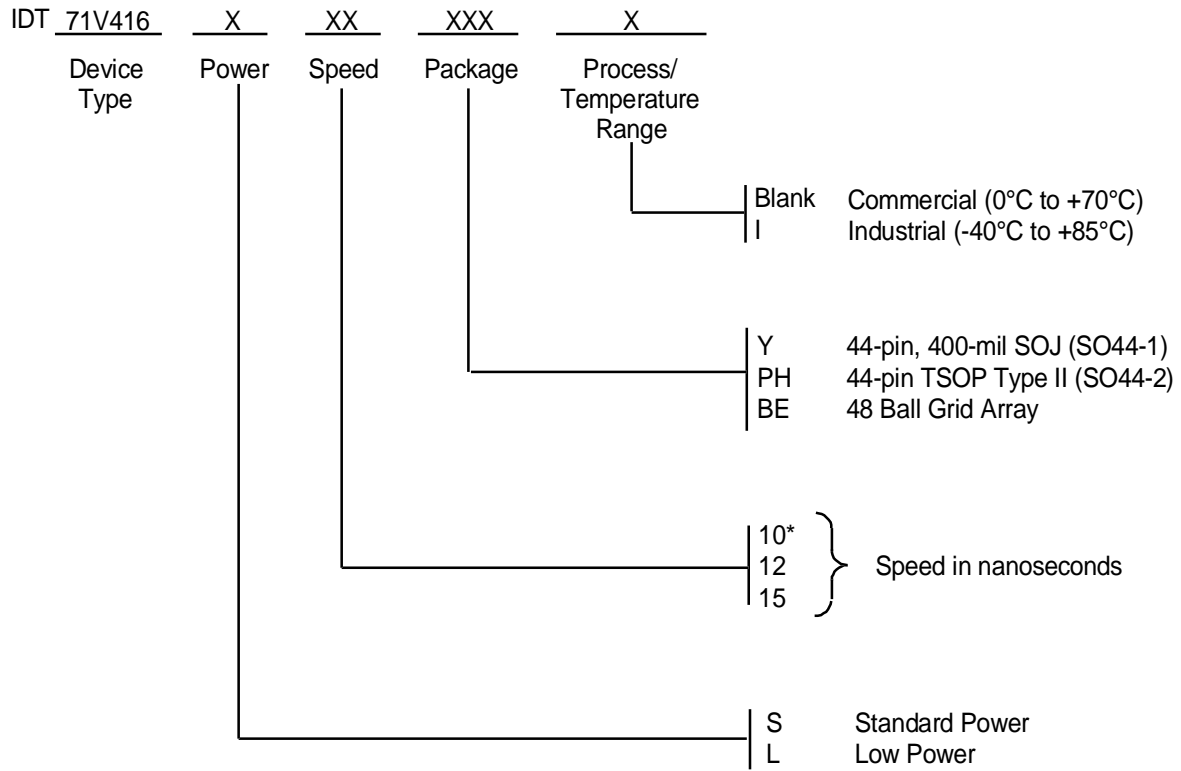 IDT 71V416 X XX XXX X
Device Type
Power
Speed
Package
Process/
Temperature
Range
Blank Commercial (0°C to +70°C)
I Industrial (-40°C to +85°C)
Y 44-pin, 400-mil SOJ (SO44-1)
PH 44-pin TSOP Type II (SO44-2)
BE 48 Ball Grid Array
10*
12 Speed in nanoseconds
15
S Standard Power
L Low Power